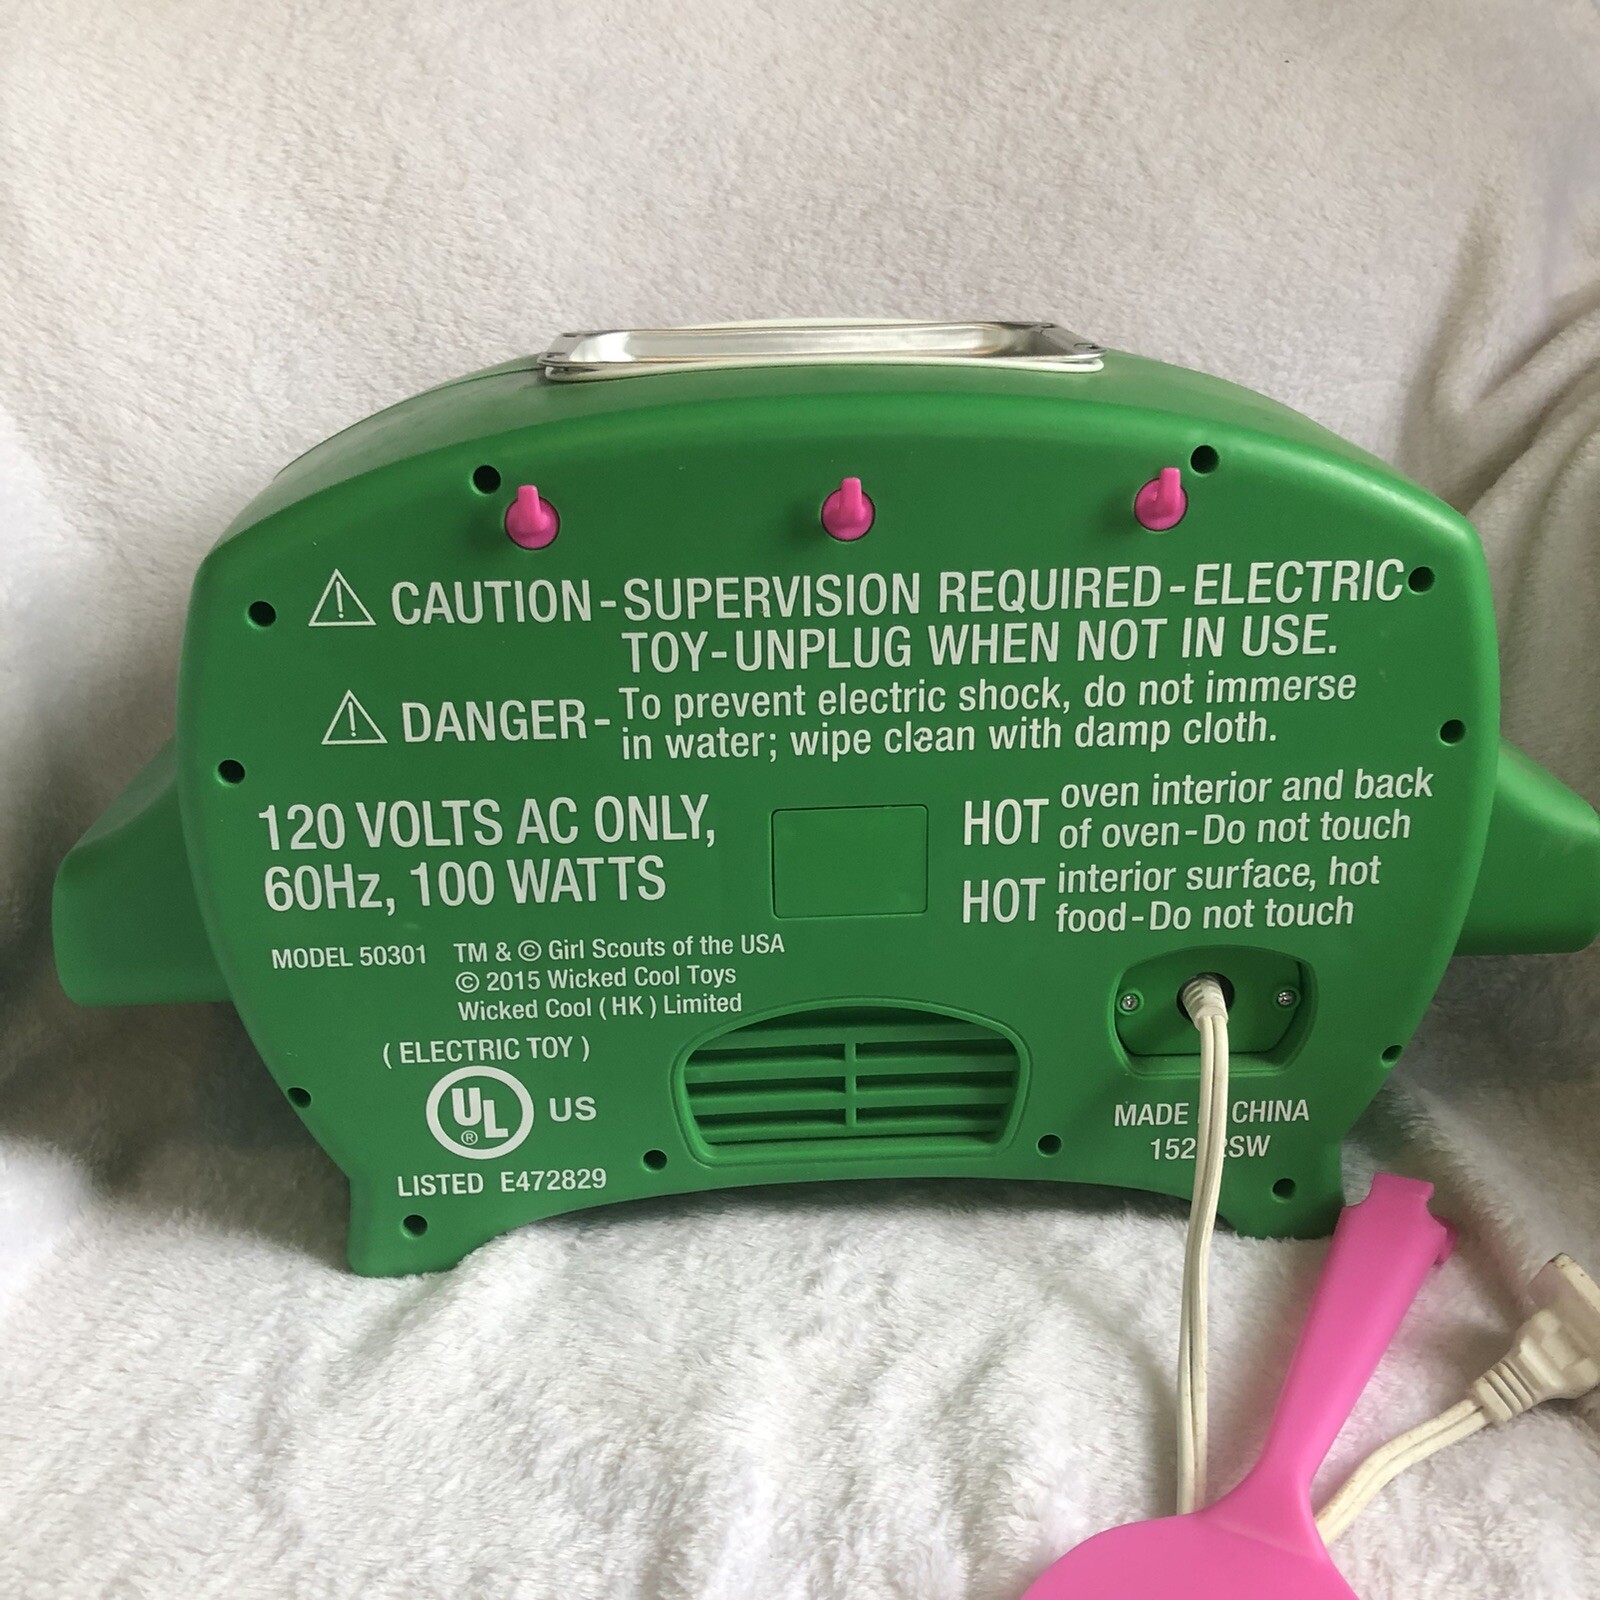 CAUTION-SUPERVISION REQUIRED-ELECTRIC
TOY-UNPLUG WHEN NOT IN USE.
DANGER-To prevent electric shock, do not immerse
in water; wipe clean with damp cloth.
120 VOLTS AC ONLY,
60Hz, 100 WATTS
HOT oven interior and back
of oven-Do not touch
HOT interior surface, hot
food-Do not touch
MODEL 50301 TM & © Girl Scouts of the USA
© 2015 Wicked Cool Toys
Wicked Cool (HK) Limited
(ELECTRIC TOY)
UL ® US
LISTED E472829
MADE CHINA